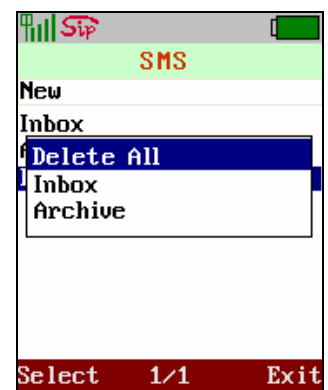 Sip
SMS
New
Inbox
Delete All
Inbox
Archive
Select 1/1 Exit